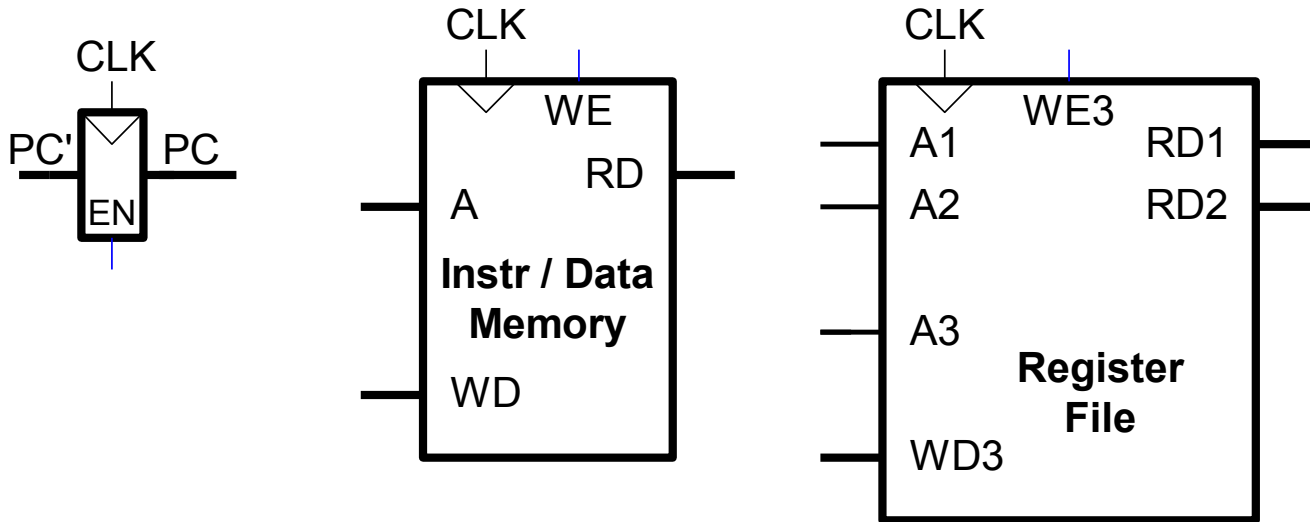 CLK
PC'
PC
EN
CLK
WE
RD
A
Instr / Data
Memory
WD
CLK
WE3
A1
RD1
A2
RD2
A3
Register
File
WD3